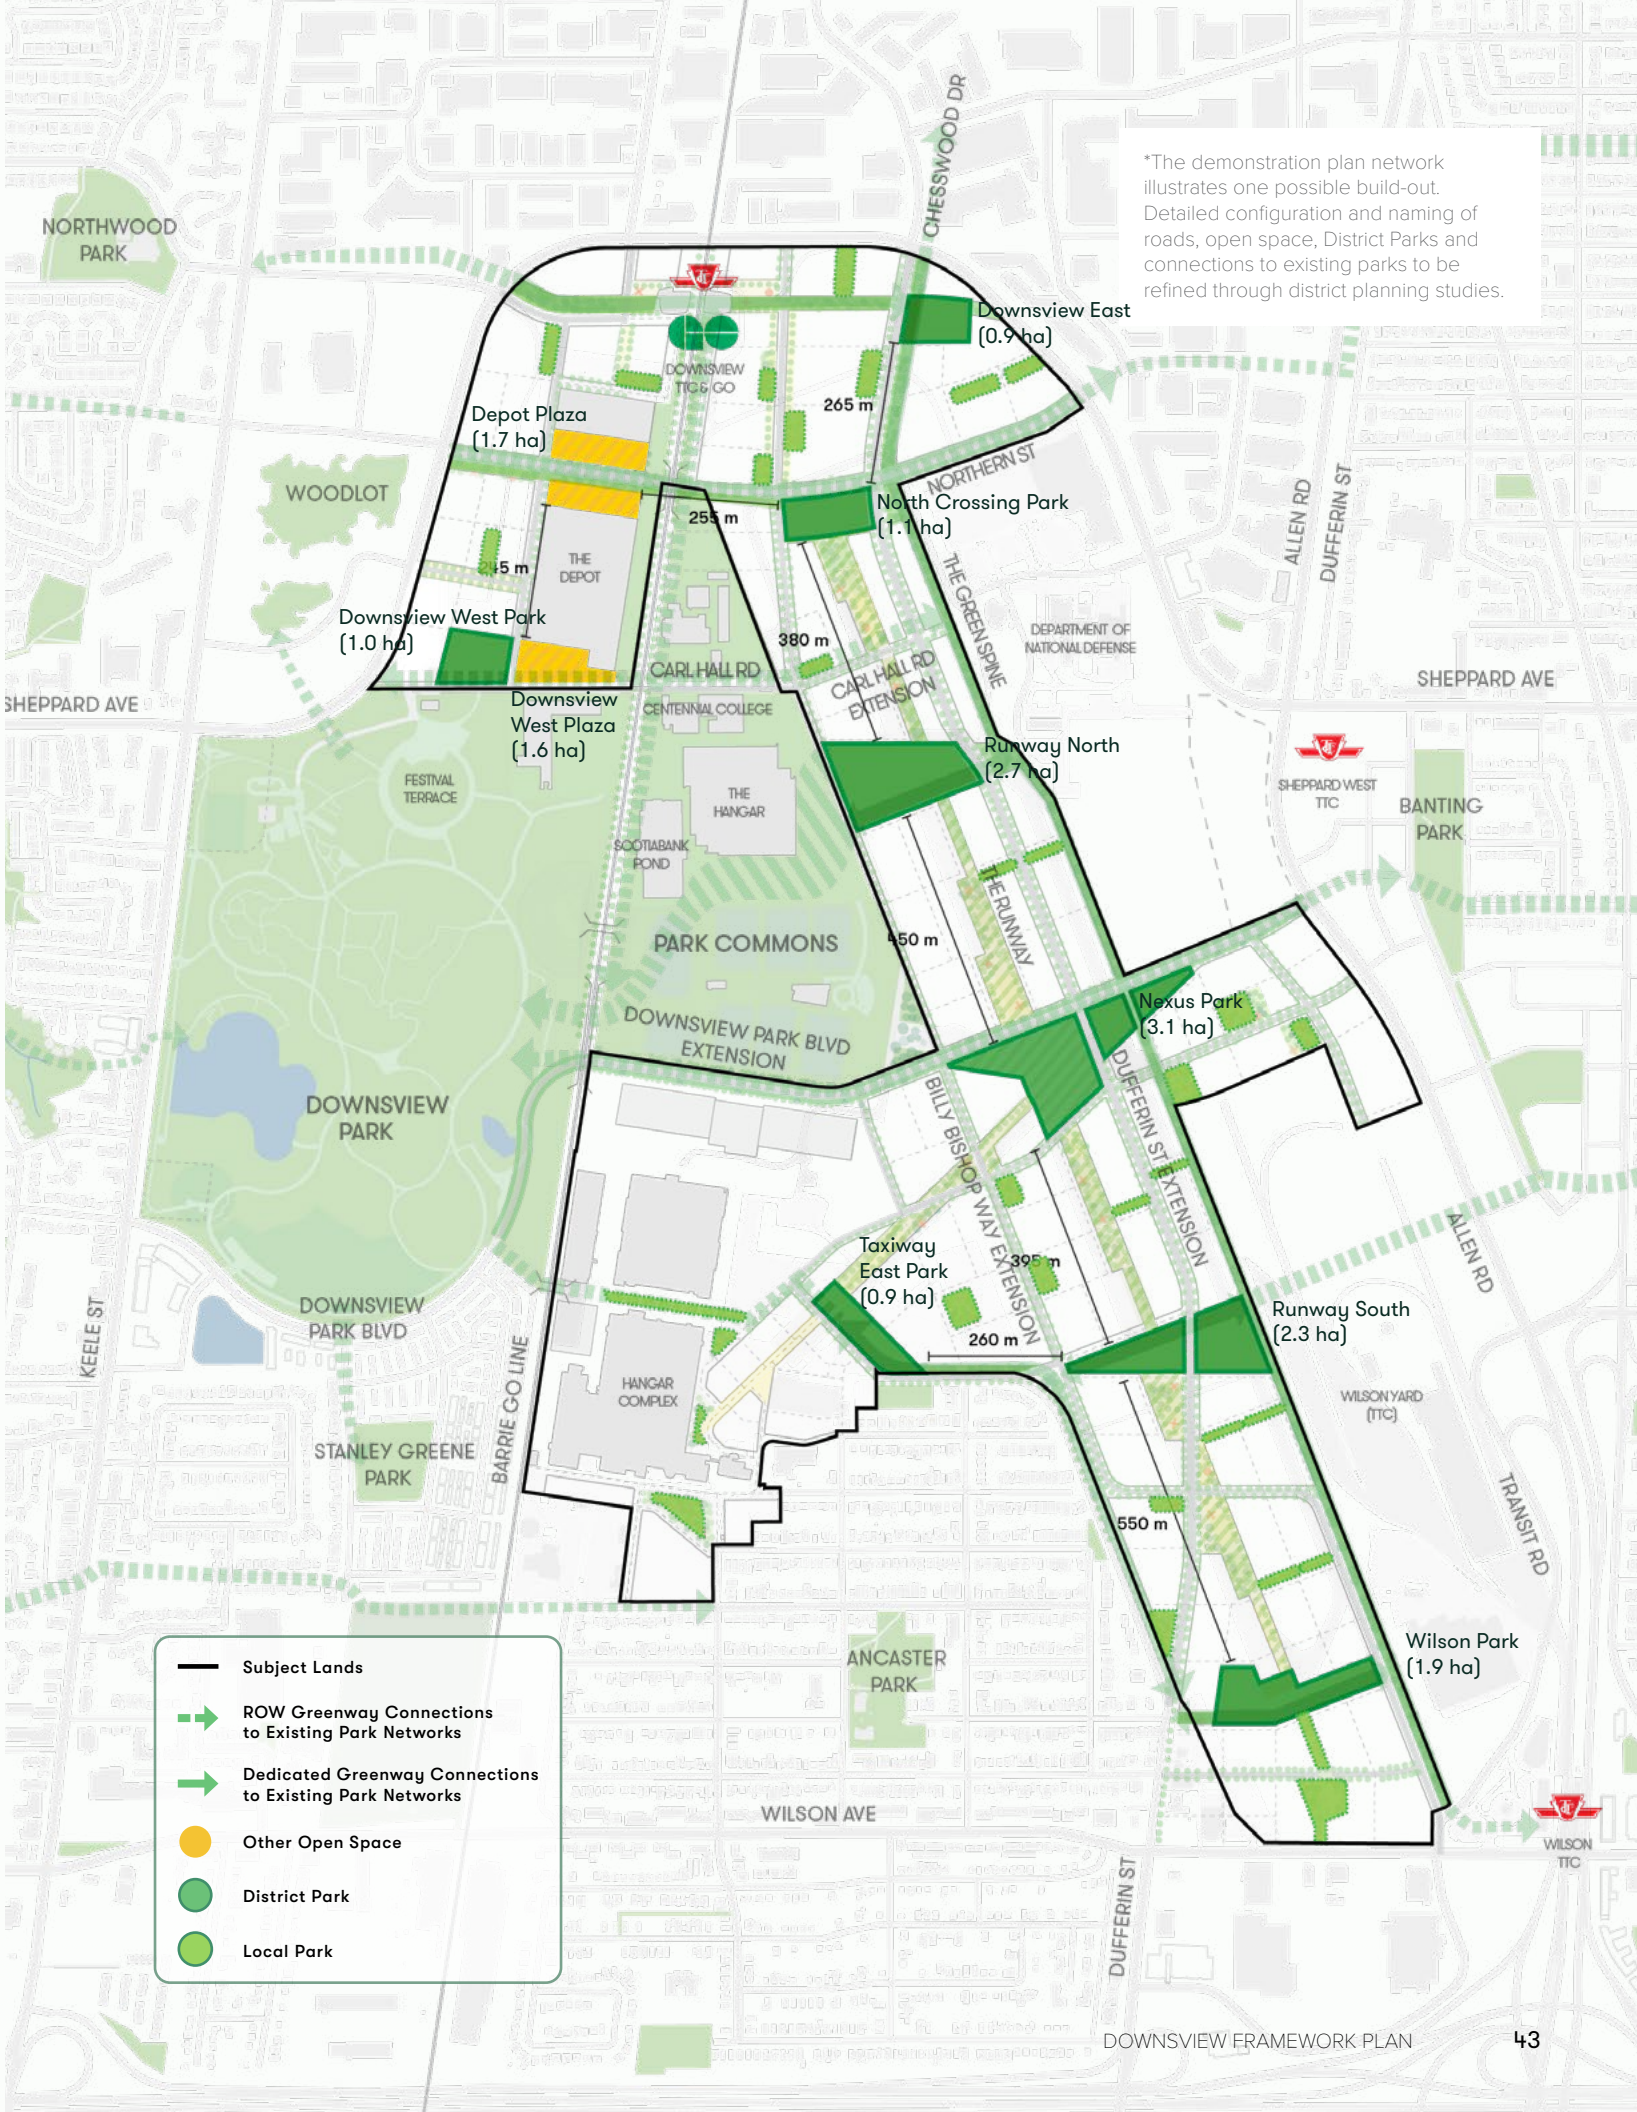 CHESSWOOD DR
*The demonstration plan network
illustrates one possible build-out.
Detailed configuration and naming of
roads, open space, District Parks and
connections to existing parks to be
refined through district planning studies.
NORTHWOOD
PARK
Downsview East
(0.9 ha)
DOWNSVIEW
TTC & GO
265 m
Depot Plaza
(1.7 ha)
NORTHERN ST
WOODLOT
ALLEN RD
DUFFERIN ST
North Crossing Park
(1.1 ha)
255 m
THE
DEPOT
245 m
THE GREEN SPINE
Downsview West Park
(1.0 ha)
380 m
DEPARTMENT OF
NATIONAL DEFENSE
CARL HALL RD
CARL HALL RD
EXTENSION
SHEPPARD AVE
SHEPPARD AVE
Downsview
West Plaza
(1.6 ha)
CENTENNIAL COLLEGE
Runway North
(2.7 ha)
FESTIVAL
TERRACE
THE
HANGAR
SHEPPARD WEST
TTC
BANTING
PARK
SCOTIABANK
POND
THE RUNWAY
PARK COMMONS
450 m
Nexus Park
(3.1 ha)
DOWNSVIEW PARK BLVD
EXTENSION
DOWNSVIEW
PARK
BILLY BISHOP WAY EXTENSION
DUFFERIN ST EXTENSION
ALLEN RD
Taxiway
East Park
(0.9 ha)
395 m
KEELE ST
DOWNSVIEW
PARK BLVD
Runway South
(2.3 ha)
260 m
BARRIE GO LINE
HANGAR
COMPLEX
WILSON YARD
(TTC)
STANLEY GREENE
PARK
TRANSIT RD
550 m
ANCASTER
PARK
Wilson Park
(1.9 ha)
Subject Lands
ROW Greenway Connections
to Existing Park Networks
Dedicated Greenway Connections
to Existing Park Networks
Other Open Space
District Park
Local Park
WILSON AVE
WILSON
TTC
DUFFERIN ST
DOWNSVIEW FRAMEWORK PLAN 43